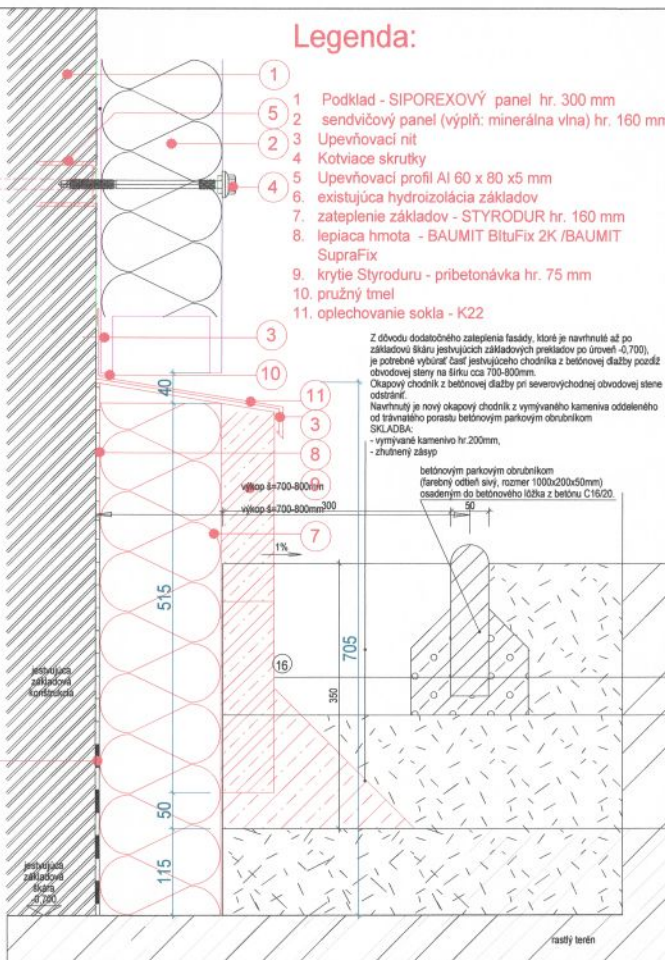 Legenda:
1 Podklad - SIPOREXOVÝ panel hr. 300 mm
2 sendvičový panel (výplň: minerálna vlna) hr. 160 mm
3 Upevňovací nit
4 Kotviace skrutky
5 Upevňovací profil Al 60 x 80 x5 mm
6. existujúca hydroizolácia základov
7. zateplenie základov - STYRODUR hr. 160 mm
8. lepiaca hmota - BAUMIT BItuFix 2K /BAUMIT
SupraFix
9. krytie Styroduru - pribetonávka hr. 75 mm
10. pružný tmel
11. oplechovanie sokla - K22
1
5
2
4
3
10
11
3
8
9
7
Z dôvodu dodatočného zateplenia fasády, ktoré je navrhnuté až po
základovú škáru jestvujúcich základových prekladov po úroveň -0,700),
je potrebné vybúrať časť jestvujúceho chodníka z betónovej dlažby pozdĺž
obvodovej steny na šírku cca 700-800mm.
Okapový chodník z betónovej dlažby pri severovýchodnej obvodovej stene
odstrániť.
Navrhnutý je nový okapový chodník z vymývaného kameniva oddeleného
od trávnatého porastu betónovým parkovým obrubníkom
SKLADBA:
- vymývané kamenivo hr.200mm,
- zhutnený zásyp
betónovým parkovým obrubníkom
(farebný odtieň sivý, rozmer 1000x200x50mm)
osadeným do betónového lôžka z betónu C16/20.
40
výkop š=700-800mm
výkop š=700-800mm
300
50
1%
515
705
16
350
50
115
jestvujúca
základová
konštrukcia
jestvujúca
základová
škára
-0,700
rastlý terén